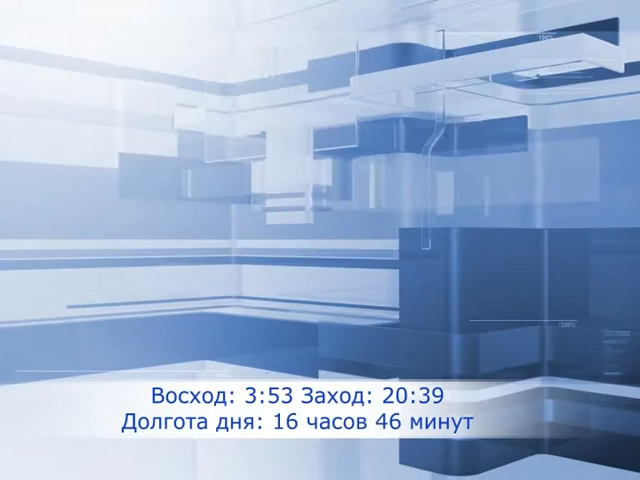 Восход: 3:53 Заход: 20:39
Долгота дня: 16 часов 46 минут